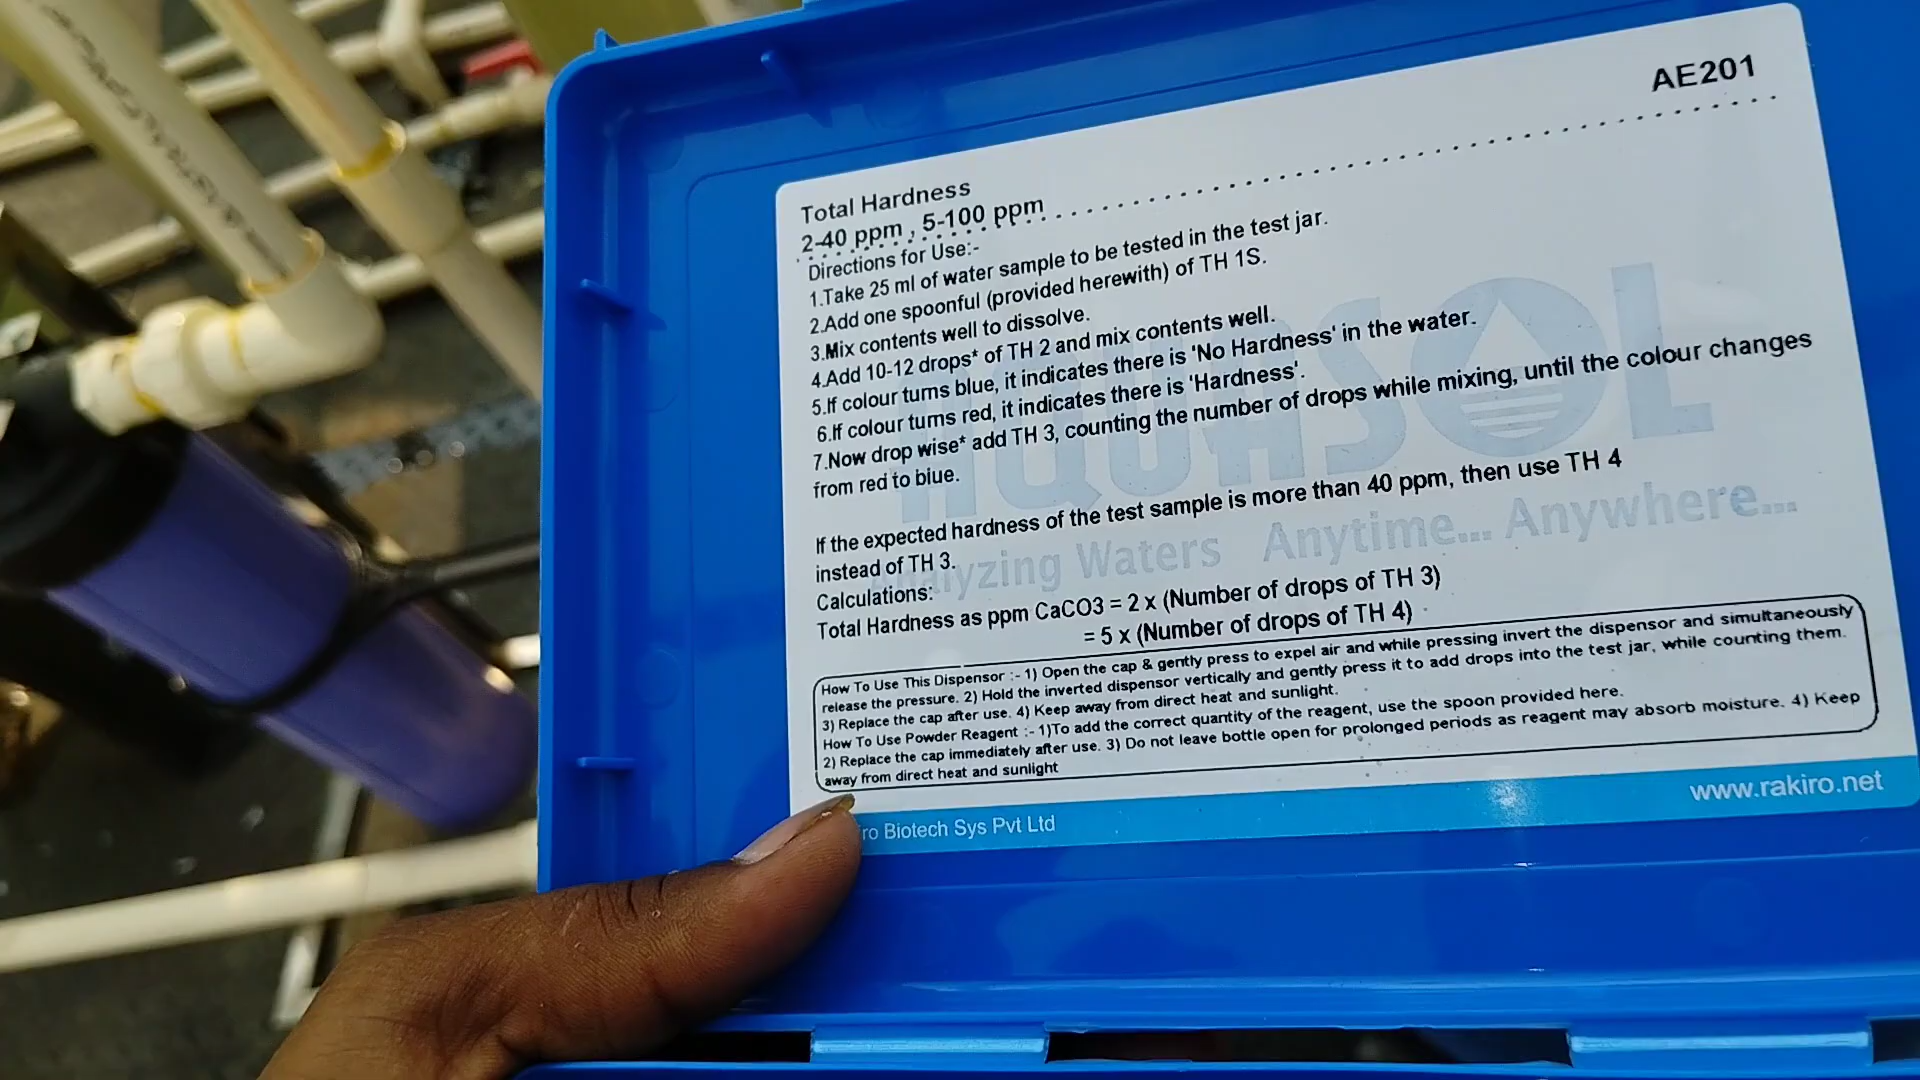 AE201
Total Hardness
2-40 ppm , 5-100 ppm
Directions for Use:-
1.Take 25 ml of water sample to be tested in the test jar.
2.Add one spoonful (provided herewith) of TH 1S.
3.Mix contents well to dissolve.
4.Add 10-12 drops* of TH 2 and mix contents well.
5.If colour turns blue, it indicates there is 'No Hardness' in the water.
6.If colour turns red, it indicates there is 'Hardness'.
7.Now drop wise* add TH 3, counting the number of drops while mixing, until the colour changes
from red to blue.
If the expected hardness of the test sample is more than 40 ppm, then use TH 4
instead of TH 3.
Calculations:
Total Hardness as ppm CaCO3 = 2 x (Number of drops of TH 3)
= 5 x (Number of drops of TH 4)
How To Use This Dispensor :- 1) Open the cap & gently press to expel air and while pressing invert the dispensor and simultaneously
release the pressure. 2) Hold the inverted dispensor vertically and gently press it to add drops into the test jar, while counting them.
3) Replace the cap after use. 4) Keep away from direct heat and sunlight.
How To Use Powder Reagent :- 1)To add the correct quantity of the reagent, use the spoon provided here.
2) Replace the cap immediately after use. 3) Do not leave bottle open for prolonged periods as reagent may absorb moisture. 4) Keep
away from direct heat and sunlight
AQUASOL
Analyzing Waters Anytime... Anywhere...
ro Biotech Sys Pvt Ltd
www.rakiro.net